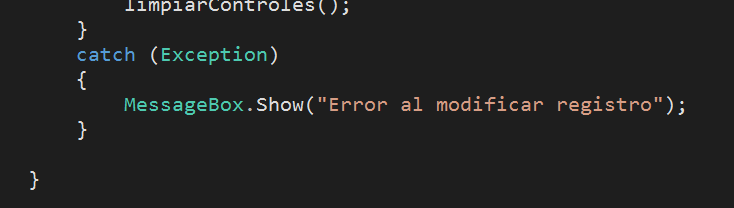 limpiarControles();
}
catch (Exception)
{
MessageBox.Show("Error al modificar registro");
}
}